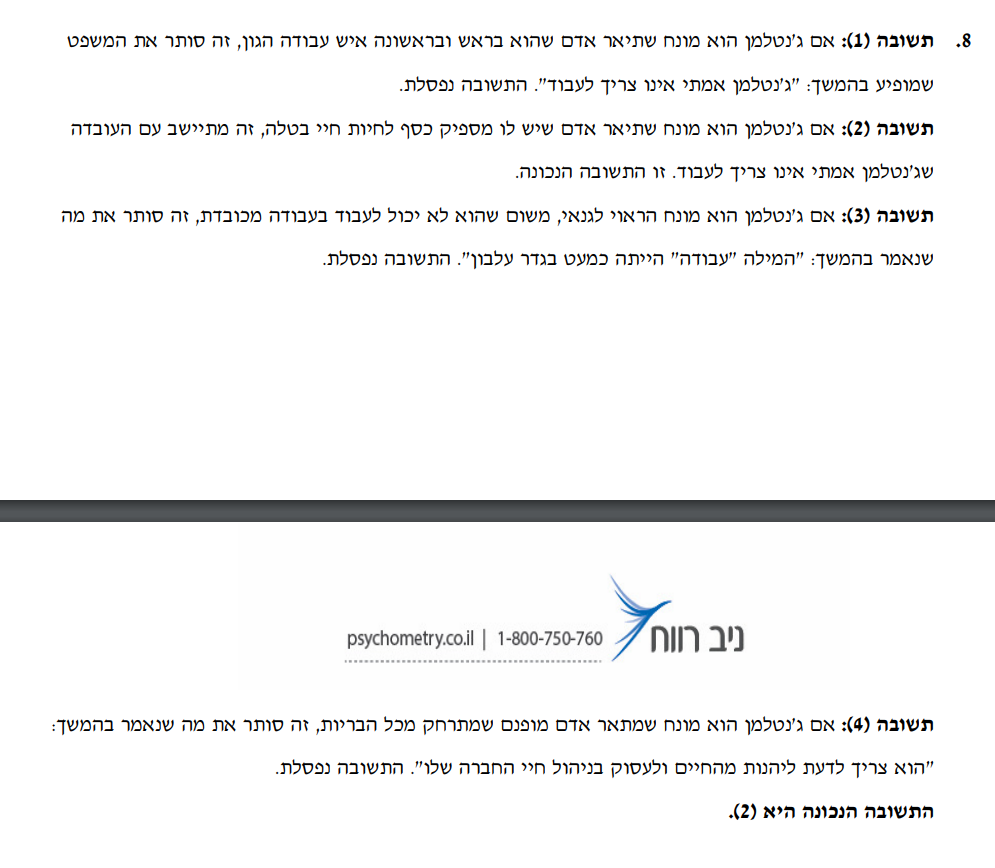 8. תשובה (1): אם ג'נטלמן הוא מונח שתיאר אדם שהוא בראש ובראשונה איש עבודה הגון, זה סותר את המשפט
שמופיע בהמשך: "ג'נטלמן אמתי אינו צריך לעבוד". התשובה נפסלת.
תשובה (2): אם ג'נטלמן הוא מונח שתיאר אדם שיש לו מספיק כסף לחיות חיי בטלה, זה מתיישב עם העובדה
שג'נטלמן אמתי אינו צריך לעבוד. זו התשובה הנכונה.
תשובה (3): אם ג'נטלמן הוא מונח הראוי לגנאי, משום שהוא לא יכול לעבוד בעבודה מכובדת, זה סותר את מה
שנאמר בהמשך: "המילה "עבודה" הייתה כמעט בגדר עלבון". התשובה נפסלת.
ניב רווח
psychometry.co.il | 1-800-750-760
תשובה (4): אם ג'נטלמן הוא מונח שמתאר אדם מופנם שמתרחק מכל הבריות, זה סותר את מה שנאמר בהמשך:
"הוא צריך לדעת ליהנות מהחיים ולעסוק בניהול חיי החברה שלו". התשובה נפסלת.
התשובה הנכונה היא (2).